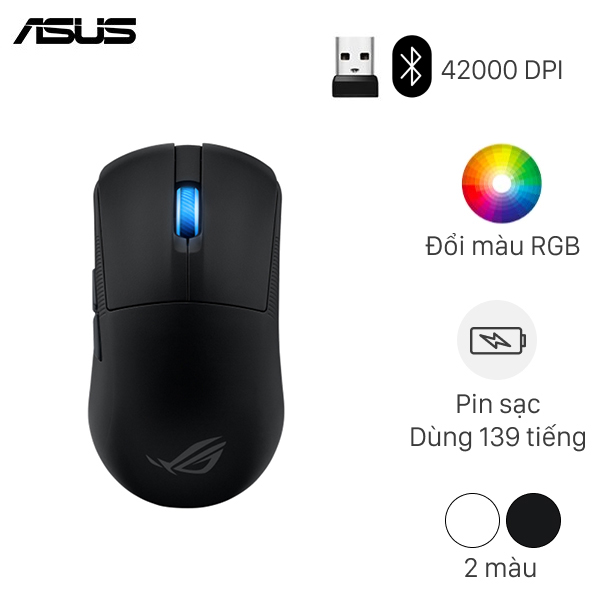 ASUS
42000 DPI
Đổi màu RGB
Pin sạc
Dùng 139 tiếng
2 màu